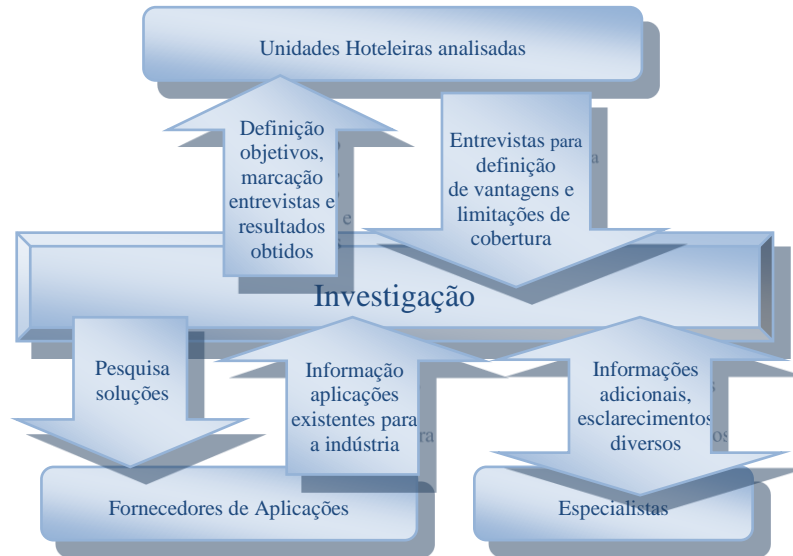 Unidades Hoteleiras analisadas
Definição
objetivos,
marcação
entrevistas e
resultados
obtidos
Entrevistas para
definição
de vantagens e
limitações de
cobertura
Investigação
Pesquisa
soluções
Informação
aplicações
existentes para
a indústria
Informações
adicionais,
esclarecimentos
diversos
Fornecedores de Aplicações
Especialistas